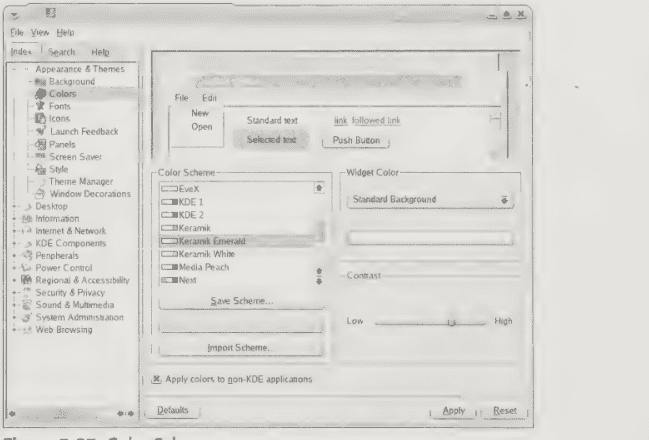 File View Help
Index Search Help
Appearance & Themes
Background
Colors
Fonts
Icons
Launch Feedback
Panels
Screen Saver
Style
Theme Manager
Window Decorations
Desktop
Information
Internet & Network
KDE Components
Peripherals
Power Control
Regional & Accessibility
Security & Privacy
Sound & Multimedia
System Administration
Web Browsing
File Edit
New
Open
Standard text
link followed link
Selected text
Push Button
Color Scheme
EveX
KDE 1
KDE 2
Keramik
Keramik Emerald
Keramik White
Media Peach
Next
Save Scheme...
Import Scheme...
Widget Color
Standard Background
Contrast
Low
High
Apply colors to non-KDE applications
Defaults
Apply
Reset